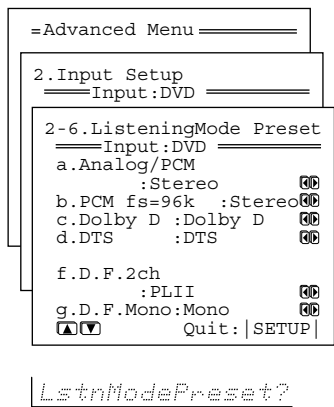 Advanced Menu
2.Input Setup
Input:DVD
2-6.ListeningMode Preset
Input:DVD
a.Analog/PCM
:Stereo
b.PCM fs=96k :Stereo
c.Dolby D :Dolby D
d.DTS :DTS
f.D.F.2ch
:PLII
g.D.F.Mono:Mono
Quit:|SETUP|
LstnModePreset?